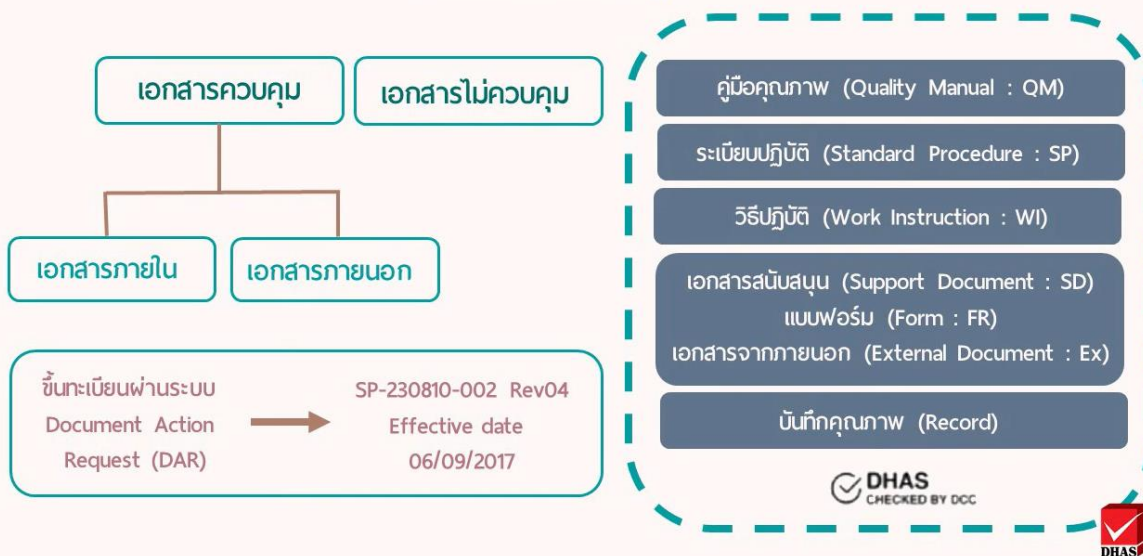 เอกสารควบคุม
เอกสารไม่ควบคุม
เอกสารภายใน
เอกสารภายนอก
ขึ้นทะเบียนผ่านระบบ
Document Action
Request (DAR)
SP-230810-002 Rev04
Effective date
06/09/2017
คู่มือคุณภาพ (Quality Manual : QM)
ระเบียบปฏิบัติ (Standard Procedure : SP)
วิธีปฏิบัติ (Work Instruction : WI)
เอกสารสนับสนุน (Support Document : SD)
แบบฟอร์ม (Form : FR)
เอกสารจากภายนอก (External Document : Ex)
บันทึกคุณภาพ (Record)
DHAS
CHECKED BY DCC
DHAS